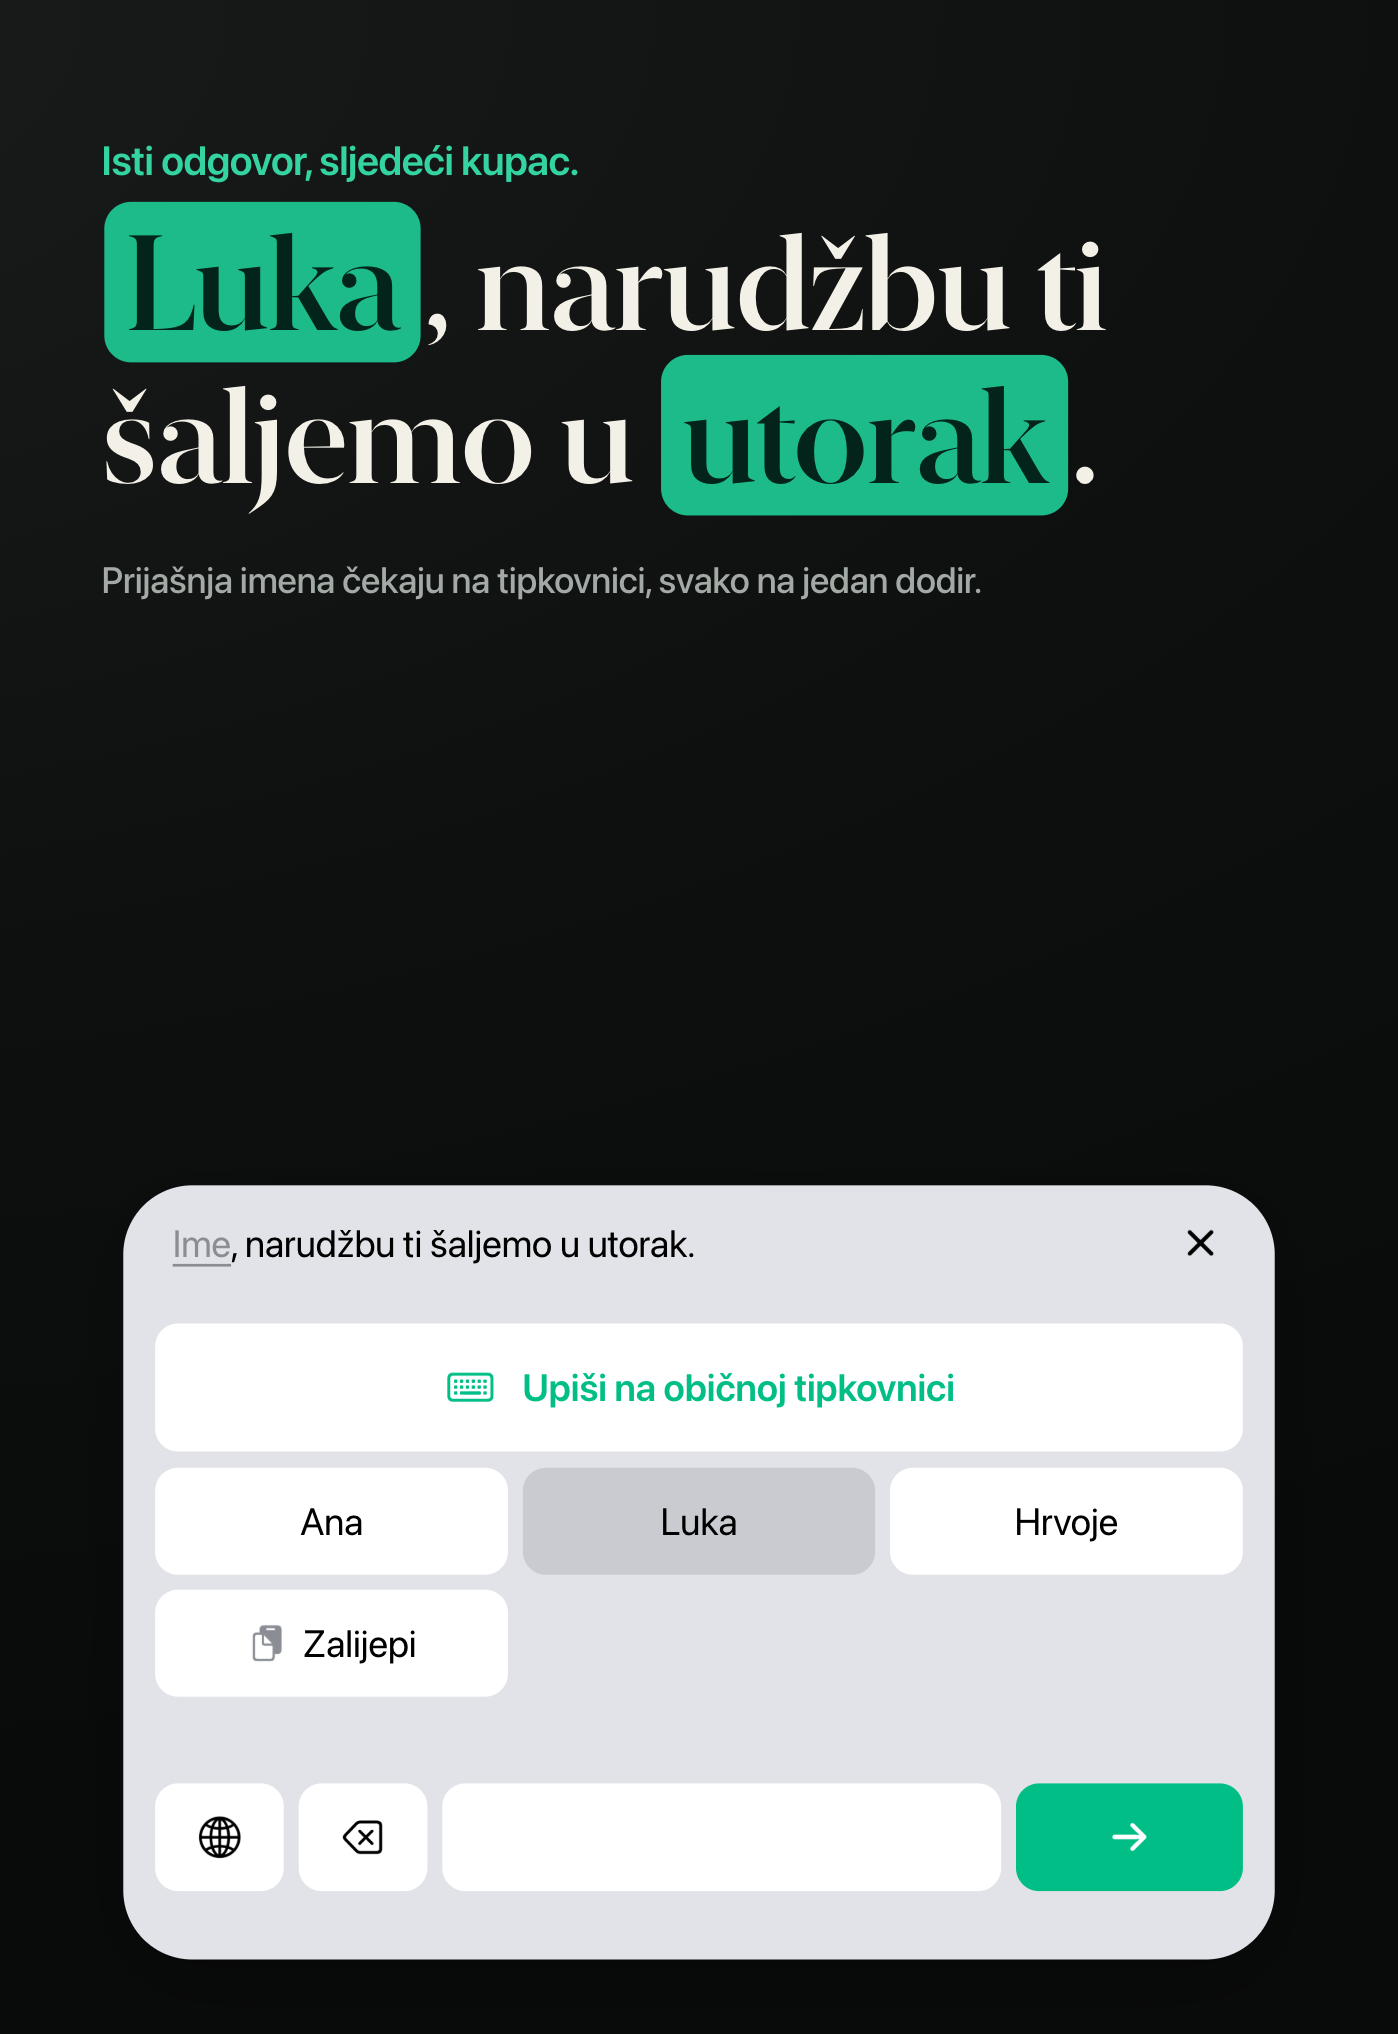 Isti odgovor, sljedeći kupac.
Luka, narudžbu ti
šaljemo u utorak.
Prijašnja imena čekaju na tipkovnici, svako na jedan dodir.
Ime, narudžbu ti šaljemo u utorak.
Upiši na običnoj tipkovnici
Ana
Luka
Hrvoje
Zalijepi